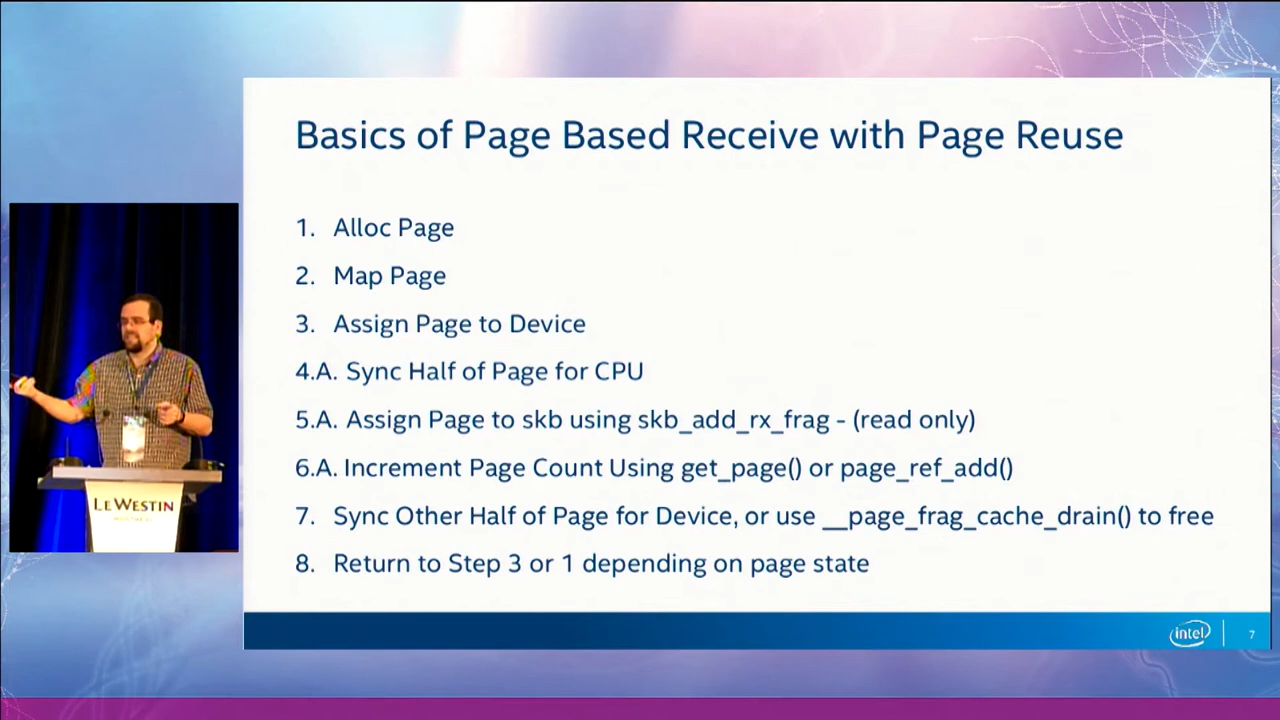 Basics of Page Based Receive with Page Reuse
1. Alloc Page
2. Map Page
3. Assign Page to Device
4.A. Sync Half of Page for CPU
5.A. Assign Page to skb using skb_add_rx_frag - (read only)
6.A. Increment Page Count Using get_page() or page_ref_add()
7. Sync Other Half of Page for Device, or use __page_frag_cache_drain() to free
8. Return to Step 3 or 1 depending on page state
LE WESTIN
MONTRÉAL
intel
7